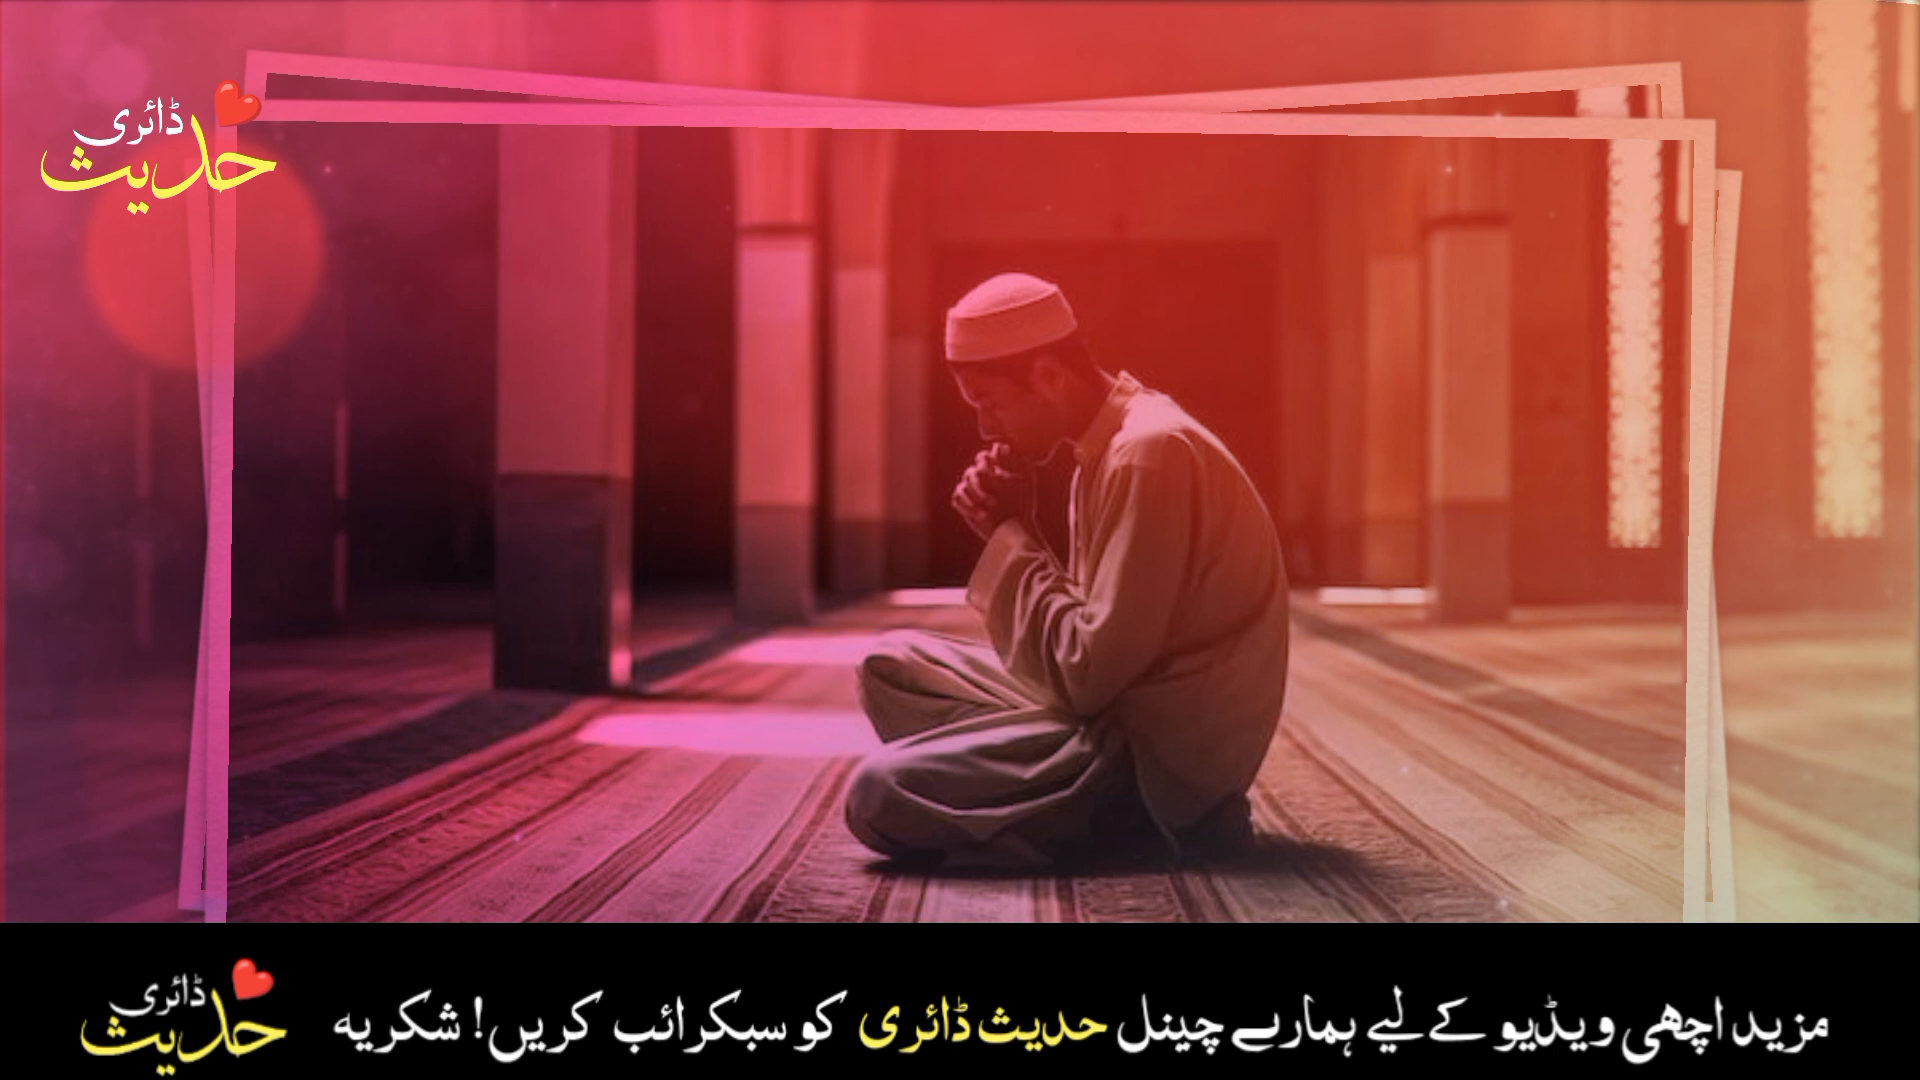 ڈائری
حدیث
مزید اچھی ویڈیو کے لیے ہمارے چینل حدیث ڈائری کو سبکرائب کریں! شکریہ
ڈائری
حدیث